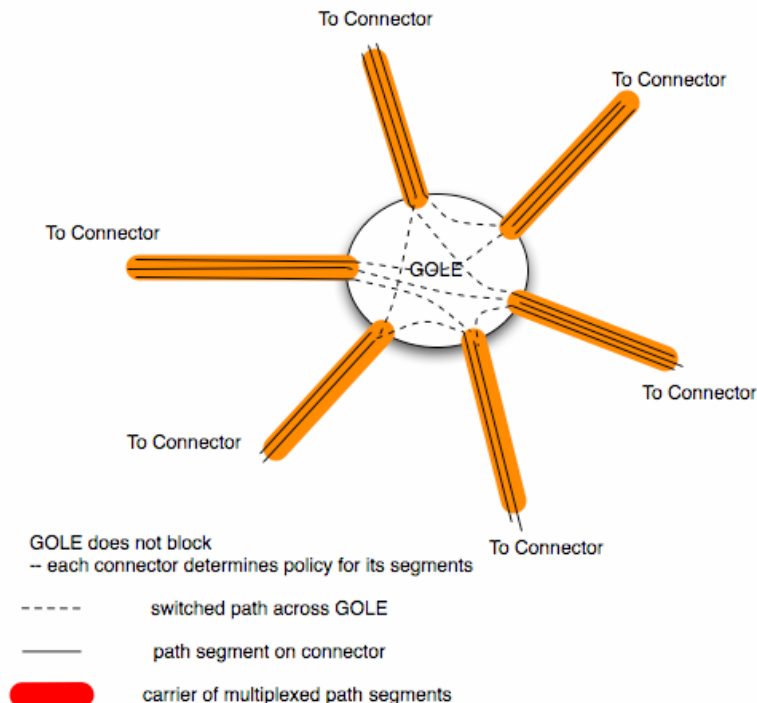 To Connector
To Connector
To Connector
GOLE
To Connector
To Connector
To Connector
GOLE does not block
-- each connector determines policy for its segments
switched path across GOLE
path segment on connector
carrier of multiplexed path segments